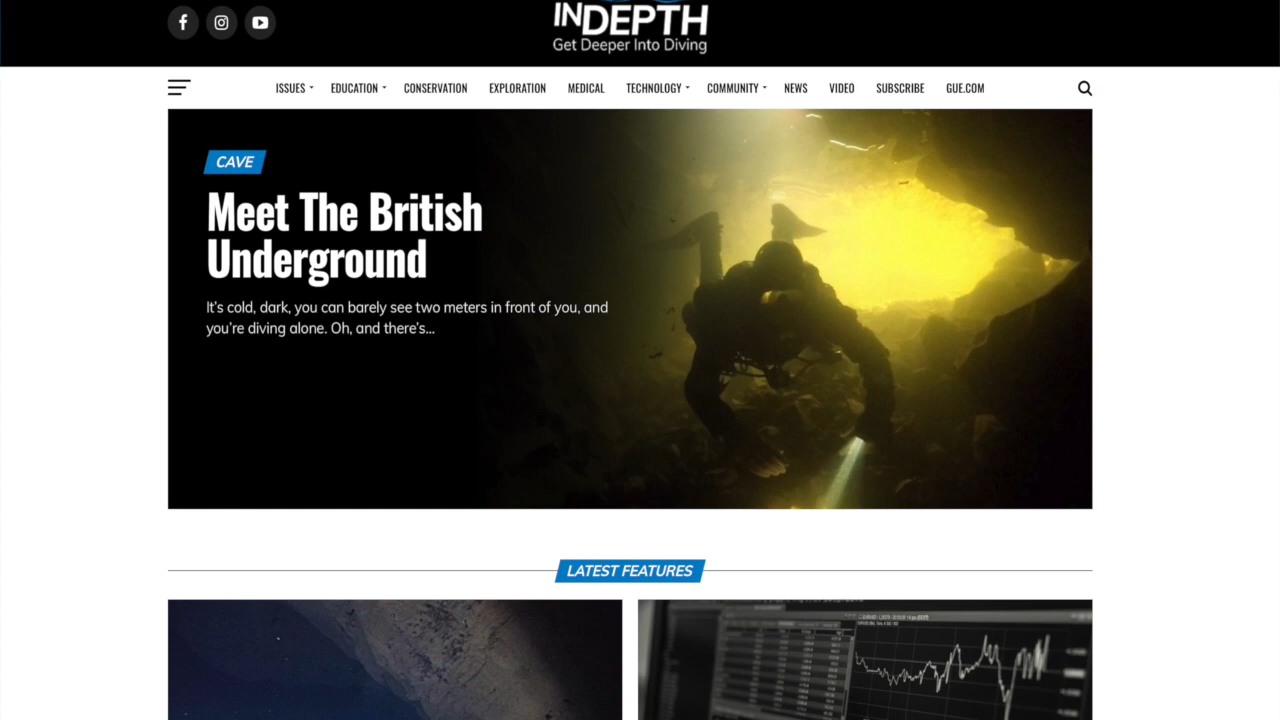 INDEPTH
Get Deeper Into Diving
ISSUES EDUCATION CONSERVATION EXPLORATION MEDICAL TECHNOLOGY COMMUNITY NEWS VIDEO SUBSCRIBE GUE.COM
CAVE
Meet The British
Underground
It's cold, dark, you can barely see two meters in front of you, and
you're diving alone. Oh, and there's...
LATEST FEATURES